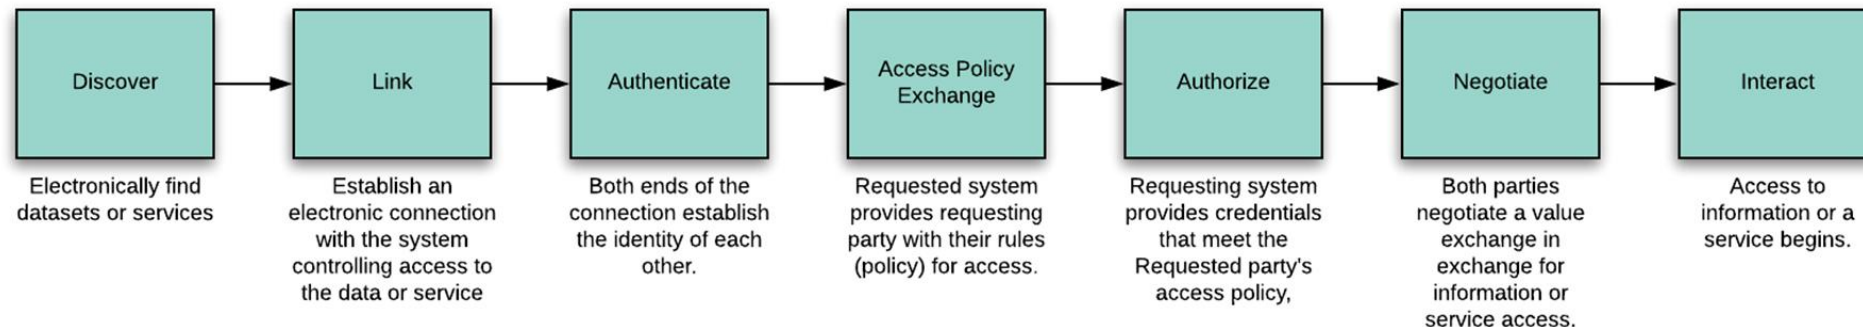 Discover
Link
Authenticate
Access Policy
Exchange
Authorize
Negotiate
Interact
Electronically find
datasets or services
Establish an
electronic connection
with the system
controlling access to
the data or service
Both ends of the
connection establish
the identity of each
other.
Requested system
provides requesting
party with their rules
(policy) for access.
Requesting system
provides credentials
that meet the
Requested party's
access policy,
Both parties
negotiate a value
exchange in
exchange for
information or
service access.
Access to
information or a
service begins.